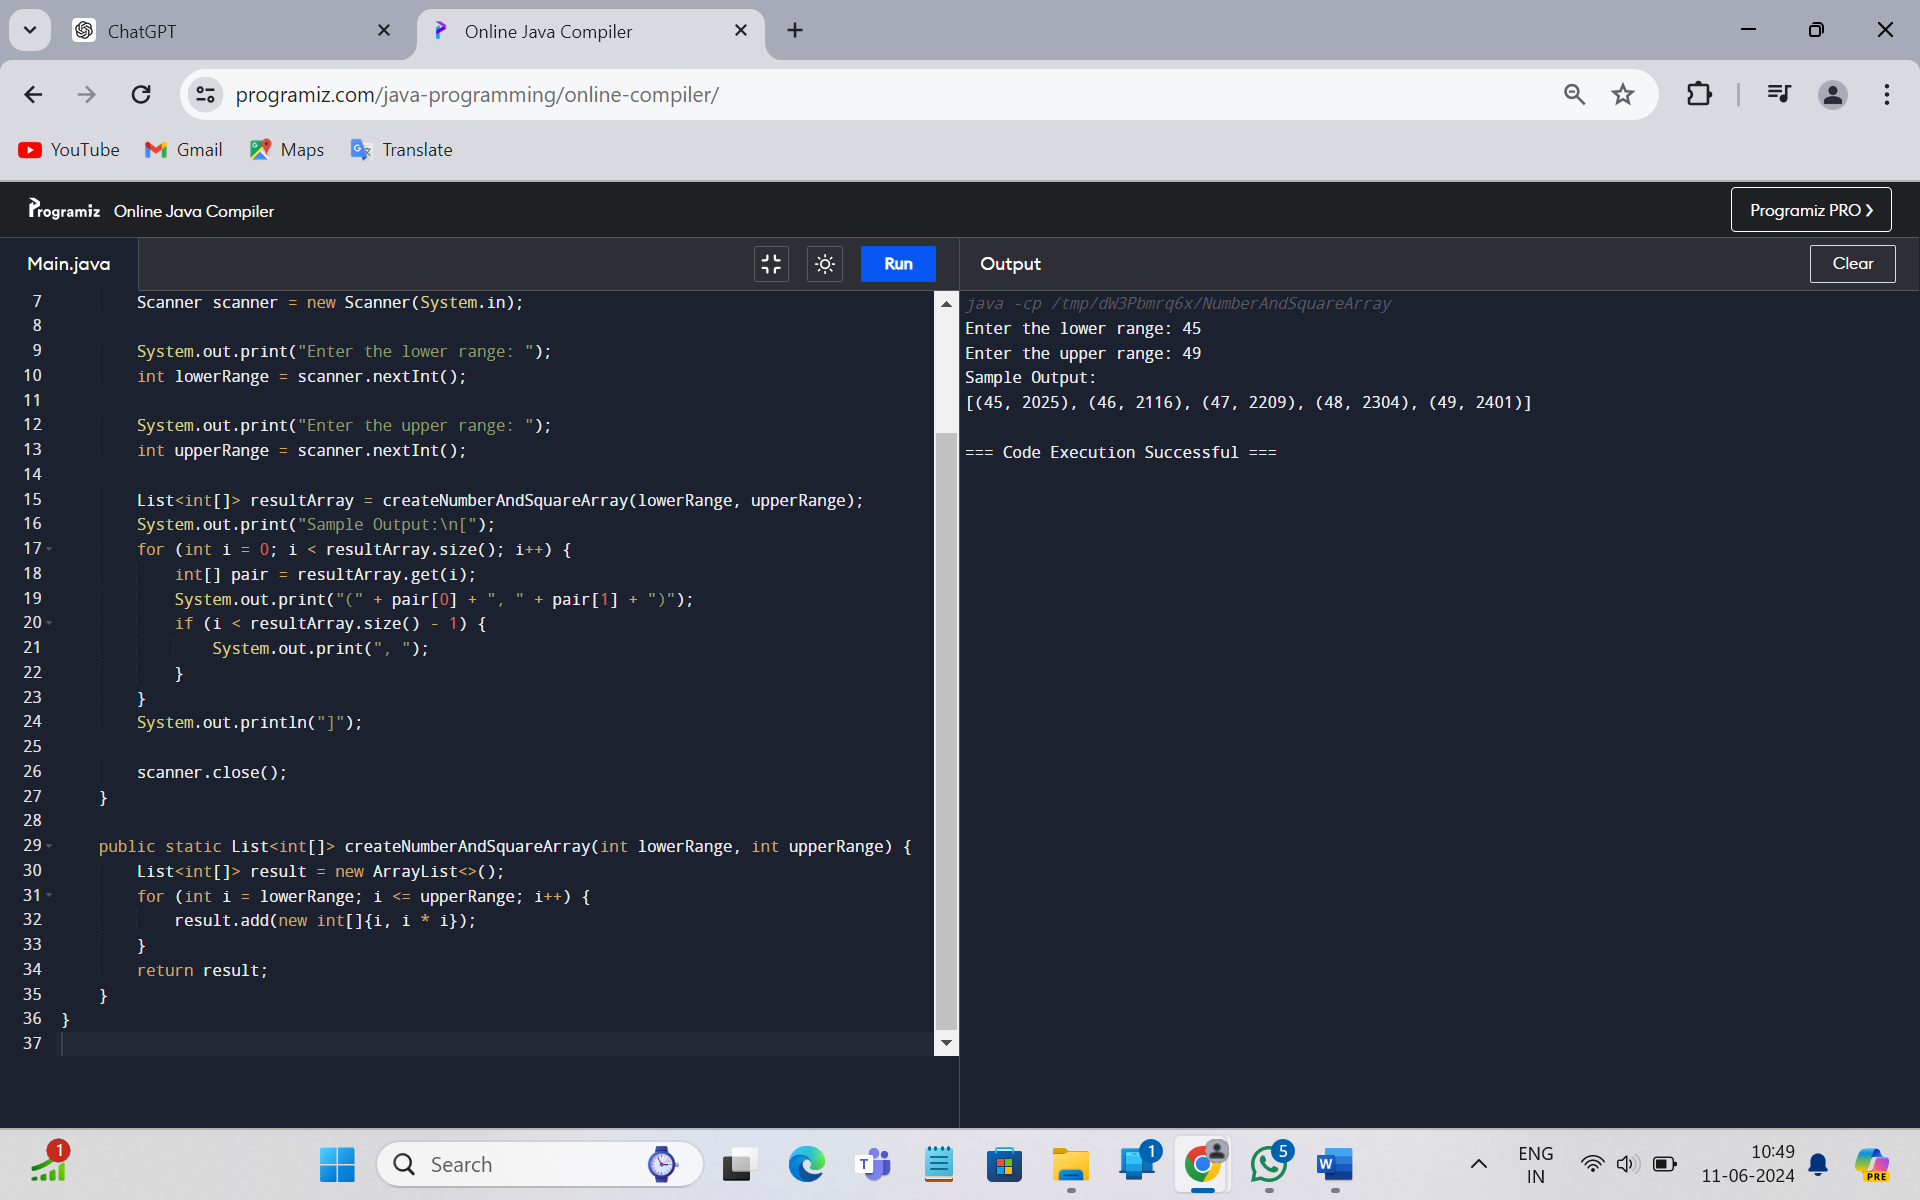 ChatGPT
Online Java Compiler
programiz.com/java-programming/online-compiler/
YouTube
Gmail
Maps
Translate
Programiz Online Java Compiler
Programiz PRO
Main.java
Run
Output
Clear
7 Scanner scanner = new Scanner(System.in);
8
9 System.out.print("Enter the lower range: ");
10 int lowerRange = scanner.nextInt();
11
12 System.out.print("Enter the upper range: ");
13 int upperRange = scanner.nextInt();
14
15 List<int[]> resultArray = createNumberAndSquareArray(lowerRange, upperRange);
16 System.out.print("Sample Output:\n[");
17 for (int i = 0; i < resultArray.size(); i++) {
18 int[] pair = resultArray.get(i);
19 System.out.print("(" + pair[0] + ", " + pair[1] + ")");
20 if (i < resultArray.size() - 1) {
21 System.out.print(", ");
22 }
23 }
24 System.out.println("]");
25
26 scanner.close();
27 }
28
29 public static List<int[]> createNumberAndSquareArray(int lowerRange, int upperRange) {
30 List<int[]> result = new ArrayList<>();
31 for (int i = lowerRange; i <= upperRange; i++) {
32 result.add(new int[]{i, i * i});
33 }
34 return result;
35 }
36 }
37
java -cp /tmp/dW3Pbmrq6x/NumberAndSquareArray
Enter the lower range: 45
Enter the upper range: 49
Sample Output:
[(45, 2025), (46, 2116), (47, 2209), (48, 2304), (49, 2401)]
=== Code Execution Successful ===
1
Search
T
1
5
W
ENG
IN
10:49
11-06-2024
PRE